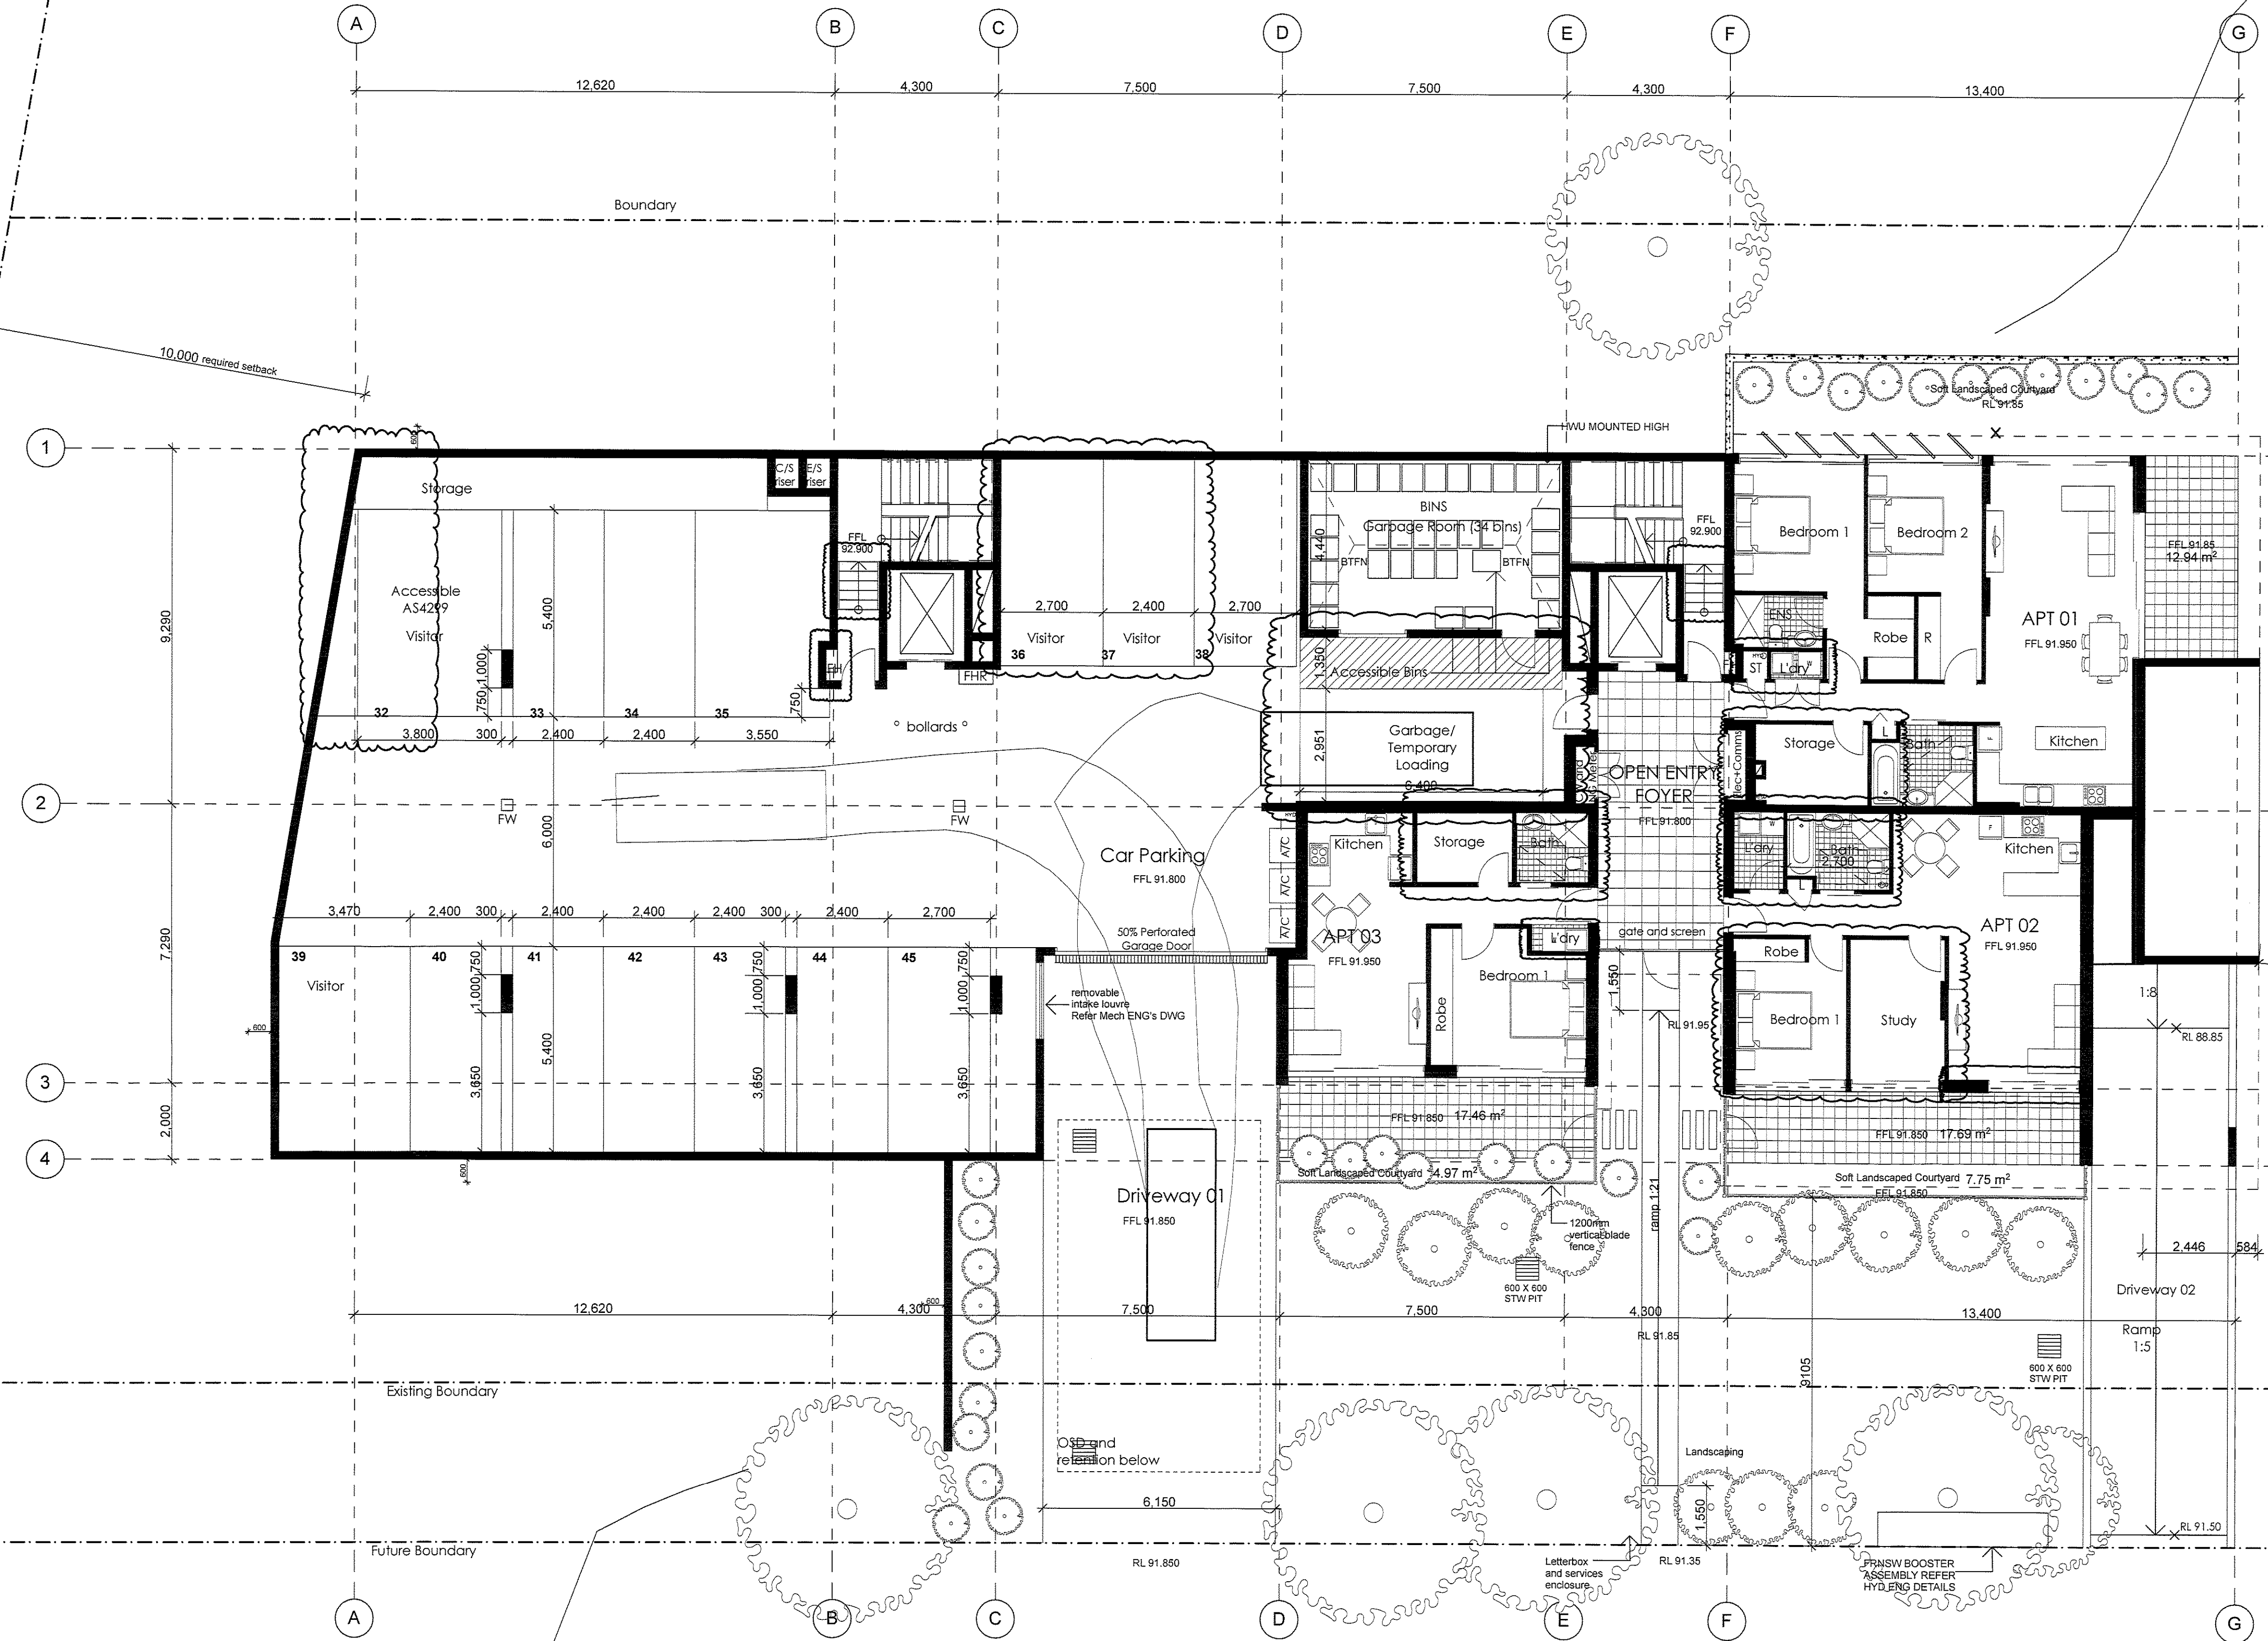 A
B
C
D
E
F
G
12,620
4,300
7,500
7,500
4,300
13,400
Boundary
10,000 required setback
Soft Landscaped Courtyard
RL 91.85
HWU MOUNTED HIGH
1
600
C/S
riser
E/S
riser
Storage
FFL
92.900
BINS
Garbage Room (34 bins)
4,440
BTFN
BTFN
FFL
92.900
Bedroom 1
Bedroom 2
FFL 91.85
12.94 m²
Accessible
AS4299
Visitor
5,400
9,290
2,700
2,400
2,700
Visitor
Visitor
Visitor
36
37
38
APT 01
FFL 91.950
ENS
Robe
R
ST
L'dry
FH
FHR
1,350
Accessible Bins
1,000
750
750
32
33
34
35
3,800
300
2,400
2,400
3,550
bollards
Garbage/
Temporary
Loading
2,951
6,400
Elec+Comms
Storage
L
Bath
Kitchen
F
OPEN ENTRY
FOYER
FFL 91.800
2
FW
FW
6,000
Car Parking
FFL 91.800
A/C
A/C
A/C
Kitchen
Storage
Bath
L'dry
W
Bath
2,700
L
F
Kitchen
3,470
2,400
300
2,400
2,400
2,400
300
2,400
2,700
50% Perforated
Garage Door
APT 03
FFL 91.950
L'dry
gate and screen
APT 02
FFL 91.950
7,290
39
40
41
42
43
44
45
750
750
750
Visitor
1,000
1,000
1,000
removable
intake louvre
Refer Mech ENG's DWG
Bedroom 1
Robe
1,550
RL 91.95
Robe
Bedroom 1
Study
1:8
RL 88.85
600
5,400
3,650
3,650
3,650
3
2,000
4
600
FFL 91.850 17.46 m²
Soft Landscaped Courtyard 4.97 m²
FFL 91.850 17.69 m²
Soft Landscaped Courtyard 7.75 m²
FFL 91.850
Driveway 01
FFL 91.850
ramp 1:21
1200mm
vertical blade
fence
600 X 600
STW PIT
2,446
584
Driveway 02
600
12,620
4,300
7,500
7,500
4,300
13,400
RL 91.85
Ramp
1:5
9105
600 X 600
STW PIT
Existing Boundary
OSD and
retention below
Landscaping
6,150
1,550
RL 91.50
Future Boundary
RL 91.850
Letterbox
and services
enclosure
RL 91.35
FRNSW BOOSTER
ASSEMBLY REFER
HYD ENG DETAILS
A
B
C
D
E
F
G